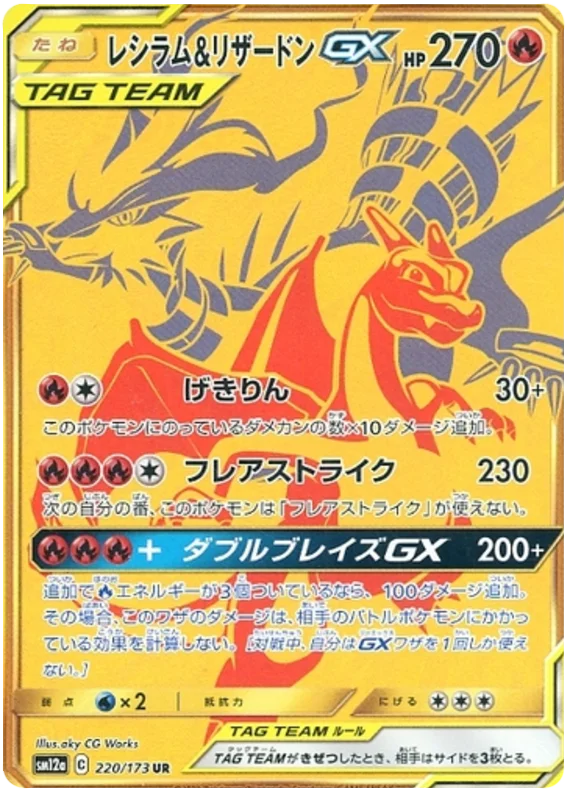 たね レシラム&リザードンGX HP270
TAG TEAM
げきりん 30+
このポケモンにのっているダメカンの数×10ダメージ追加。
フレアストライク 230
次の自分の番、このポケモンは「フレアストライク」が使えない。
+ ダブルブレイズGX 200+
追加でエネルギーが3個ついているなら、100ダメージ追加。
その場合、このワザのダメージは、相手のバトルポケモンにかかっ
ている効果を計算しない。[対戦中、自分はGXワザを1回しか使え
ない。]
弱点 ×2 抵抗力 にげる
Illus.aky CG Works
TAG TEAM ルール
TAG TEAMがきぜつしたとき、相手はサイドを3枚とる。
sm12a C 220/173 UR